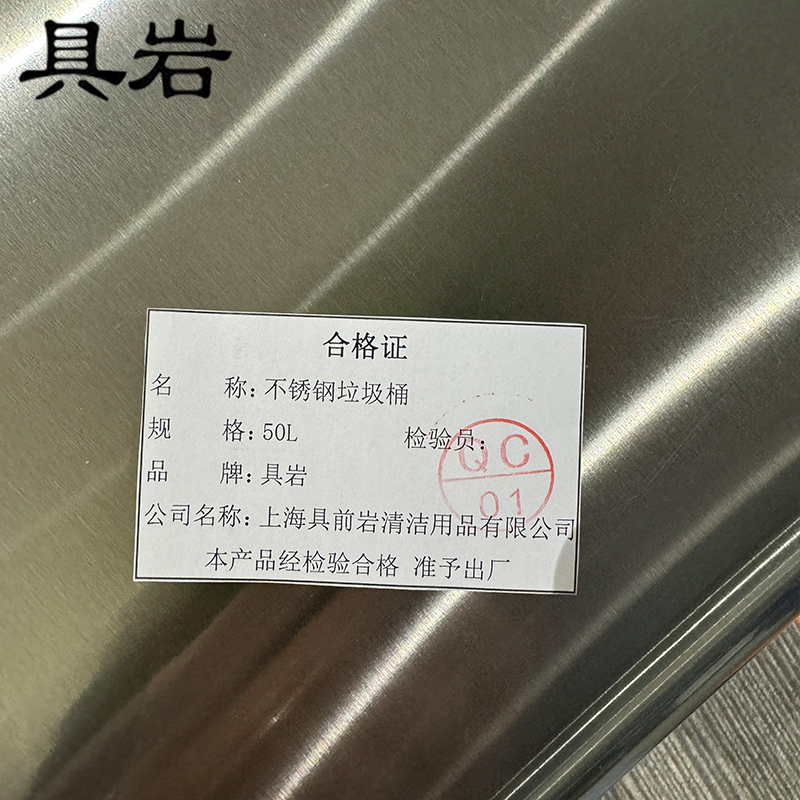 具岩
合格证
名 称：不锈钢垃圾桶
规 格：50L 检验员：
QC
01
品 牌：具岩
公司名称：上海具前岩清洁用品有限公司
本产品经检验合格 准予出厂